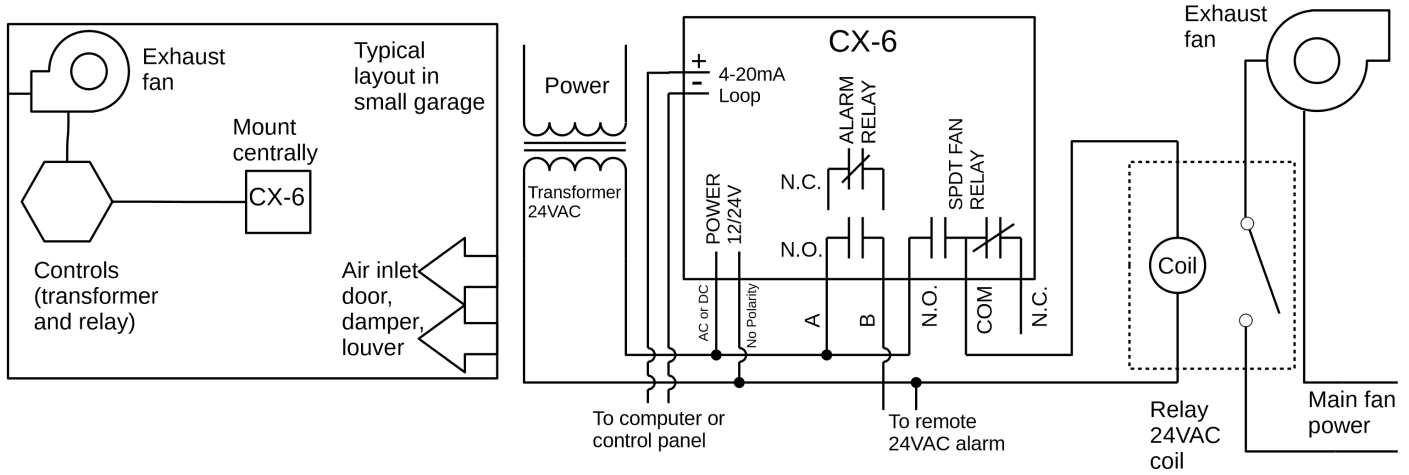 Exhaust
fan
Typical
layout in
small garage
Mount
centrally
CX-6
Controls
(transformer
and relay)
Air inlet
door,
damper,
louver
Power
Transformer
24VAC
CX-6
+
-
4-20mA
Loop
ALARM
RELAY
N.C.
N.O.
POWER
12/24V
SPDT FAN
RELAY
AC or DC
No Polarity
A
B
N.O.
COM
N.C.
To computer or
control panel
To remote
24VAC alarm
Exhaust
fan
Coil
Relay
24VAC
coil
Main fan
power